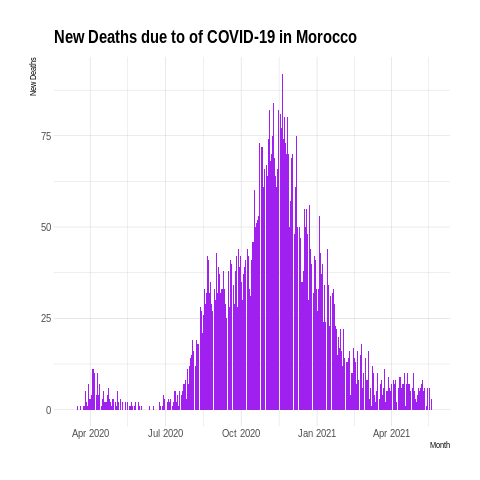 New Deaths due to of COVID-19 in Morocco
New Deaths
75
50
25
0
Apr 2020
Jul 2020
Oct 2020
Jan 2021
Apr 2021
Month